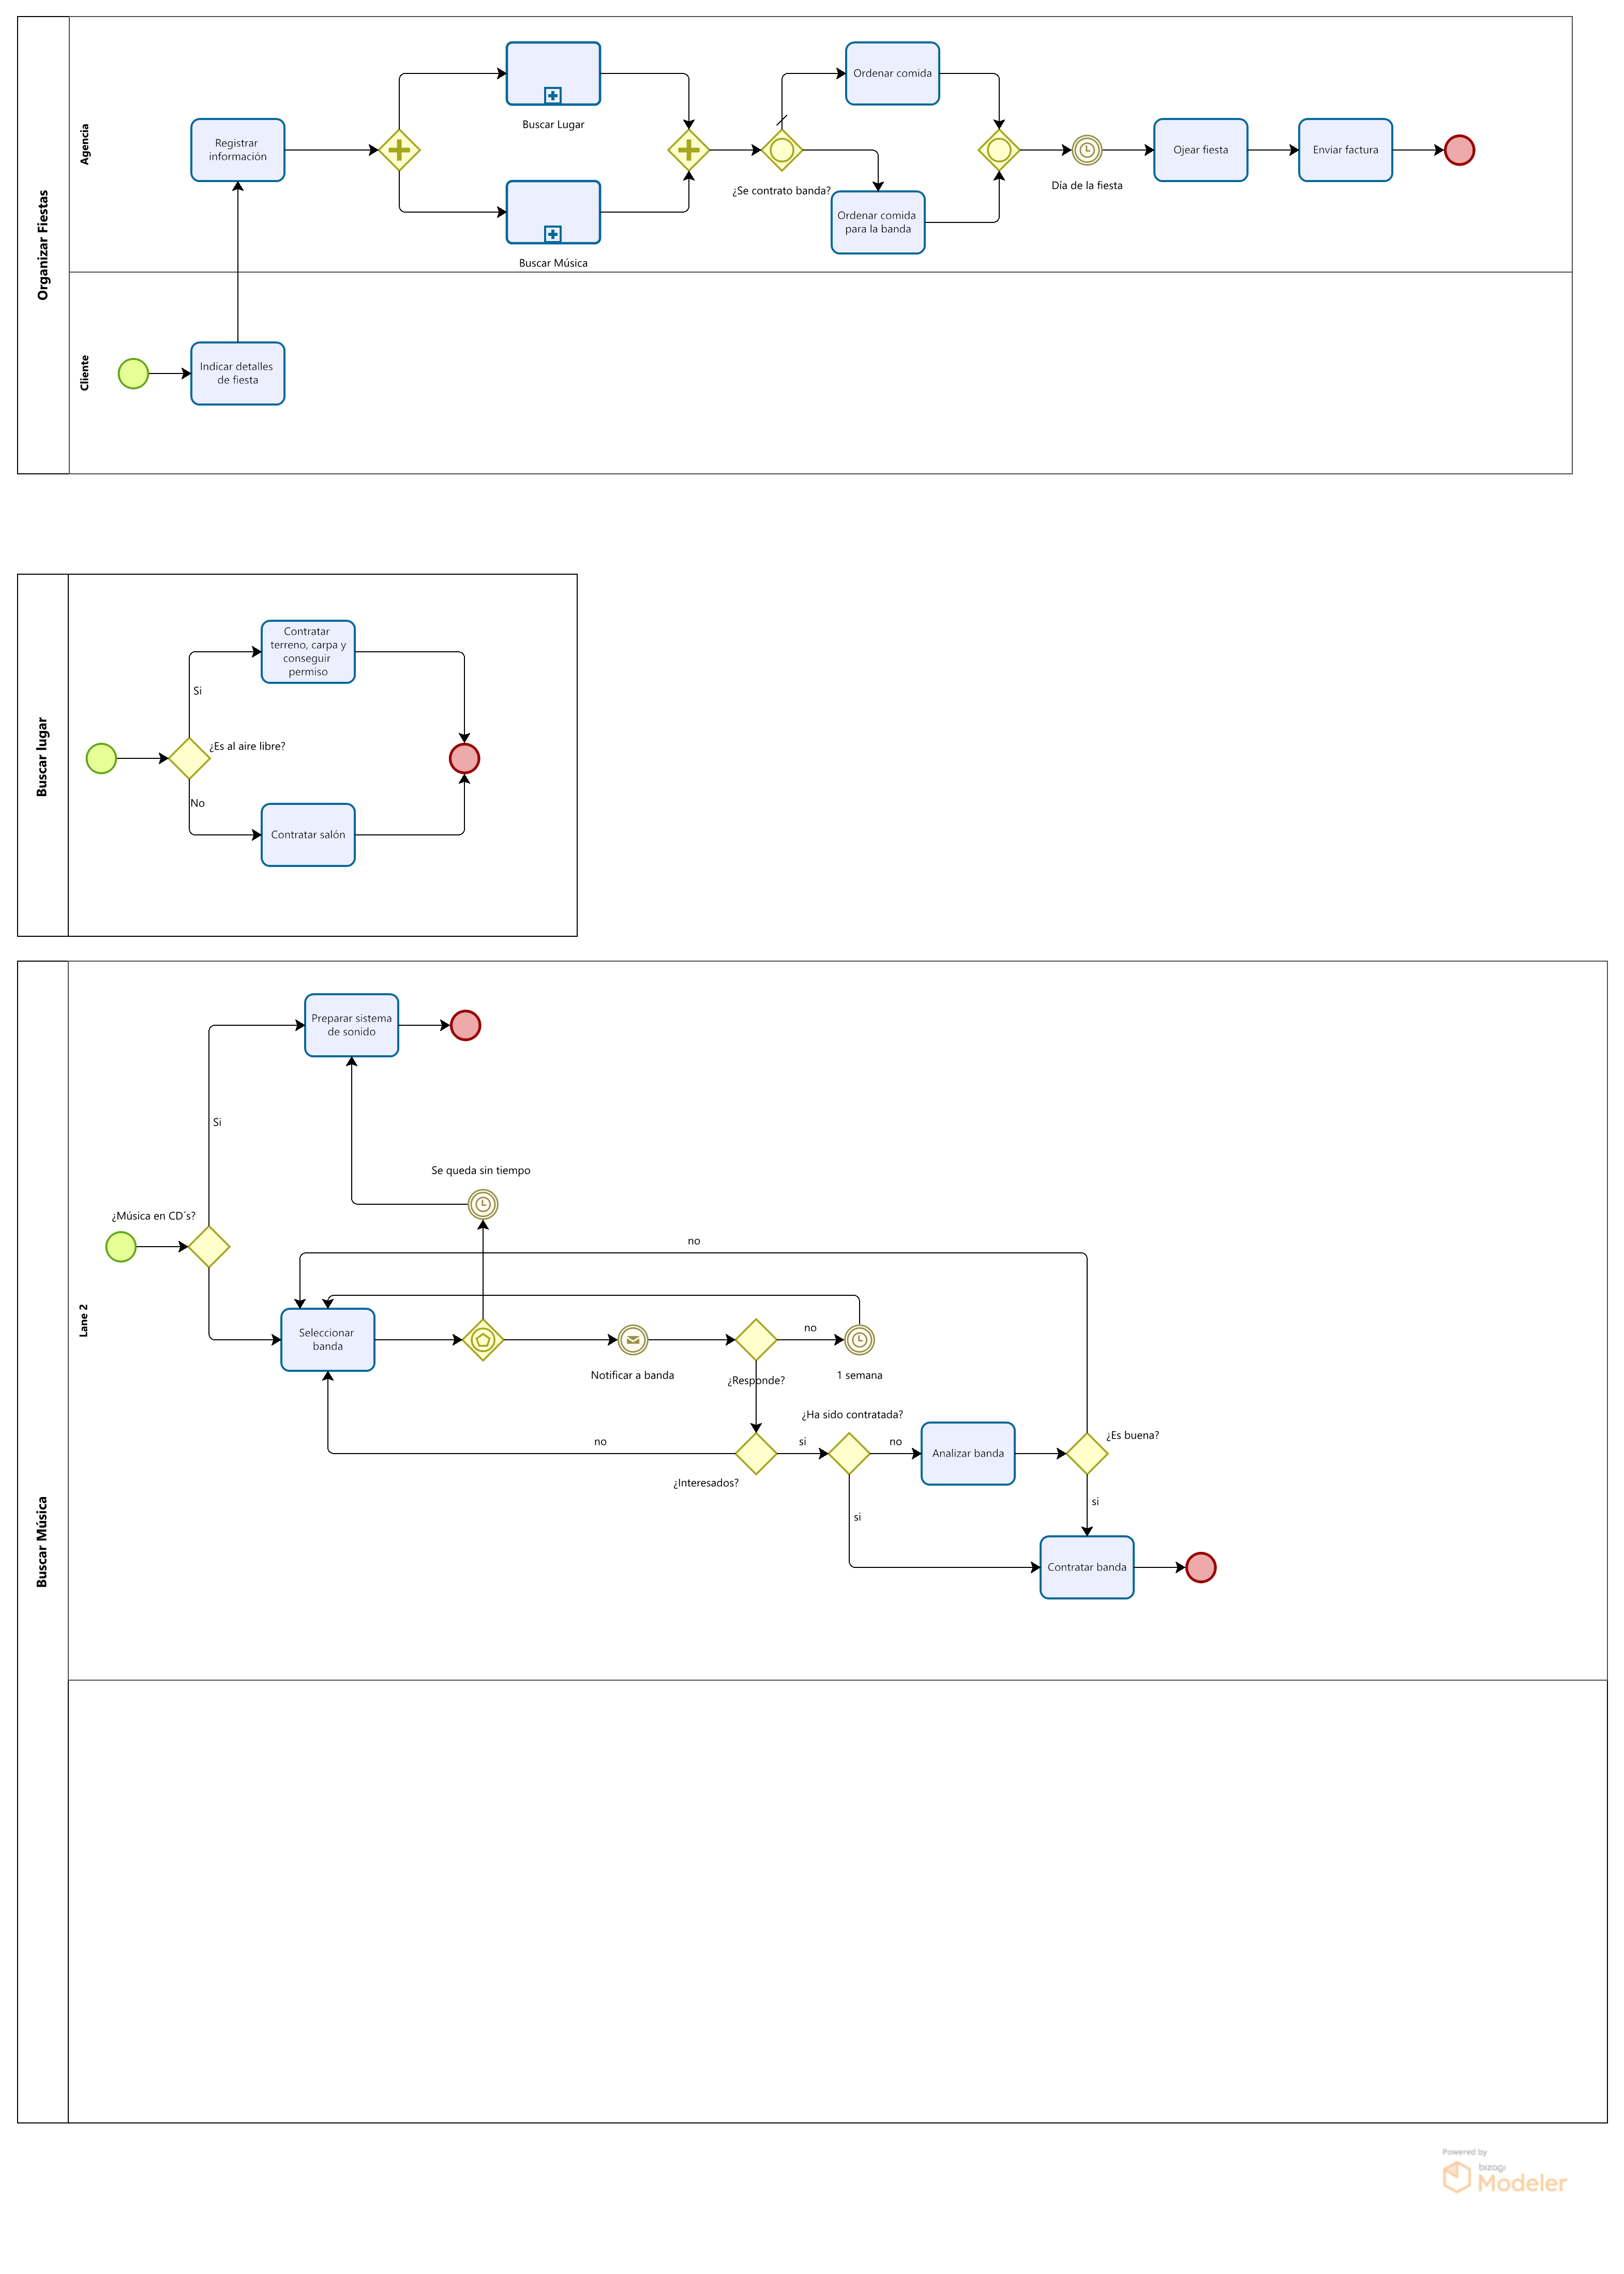 Organizar Fiestas
Agencia
Registrar
información
Buscar Lugar
Buscar Música
¿Se contrato banda?
Ordenar comida
Ordenar comida
para la banda
Día de la fiesta
Ojear fiesta
Enviar factura
Cliente
Indicar detalles
de fiesta
Buscar lugar
¿Es al aire libre?
Si
Contratar
terreno, carpa y
conseguir
permiso
No
Contratar salón
Buscar Música
Lane 2
¿Música en CD´s?
Si
Preparar sistema
de sonido
Se queda sin tiempo
no
Seleccionar
banda
Notificar a banda
¿Responde?
no
1 semana
no
¿Interesados?
si
¿Ha sido contratada?
no
Analizar banda
¿Es buena?
si
si
Contratar banda
Powered by
bizagi
Modeler